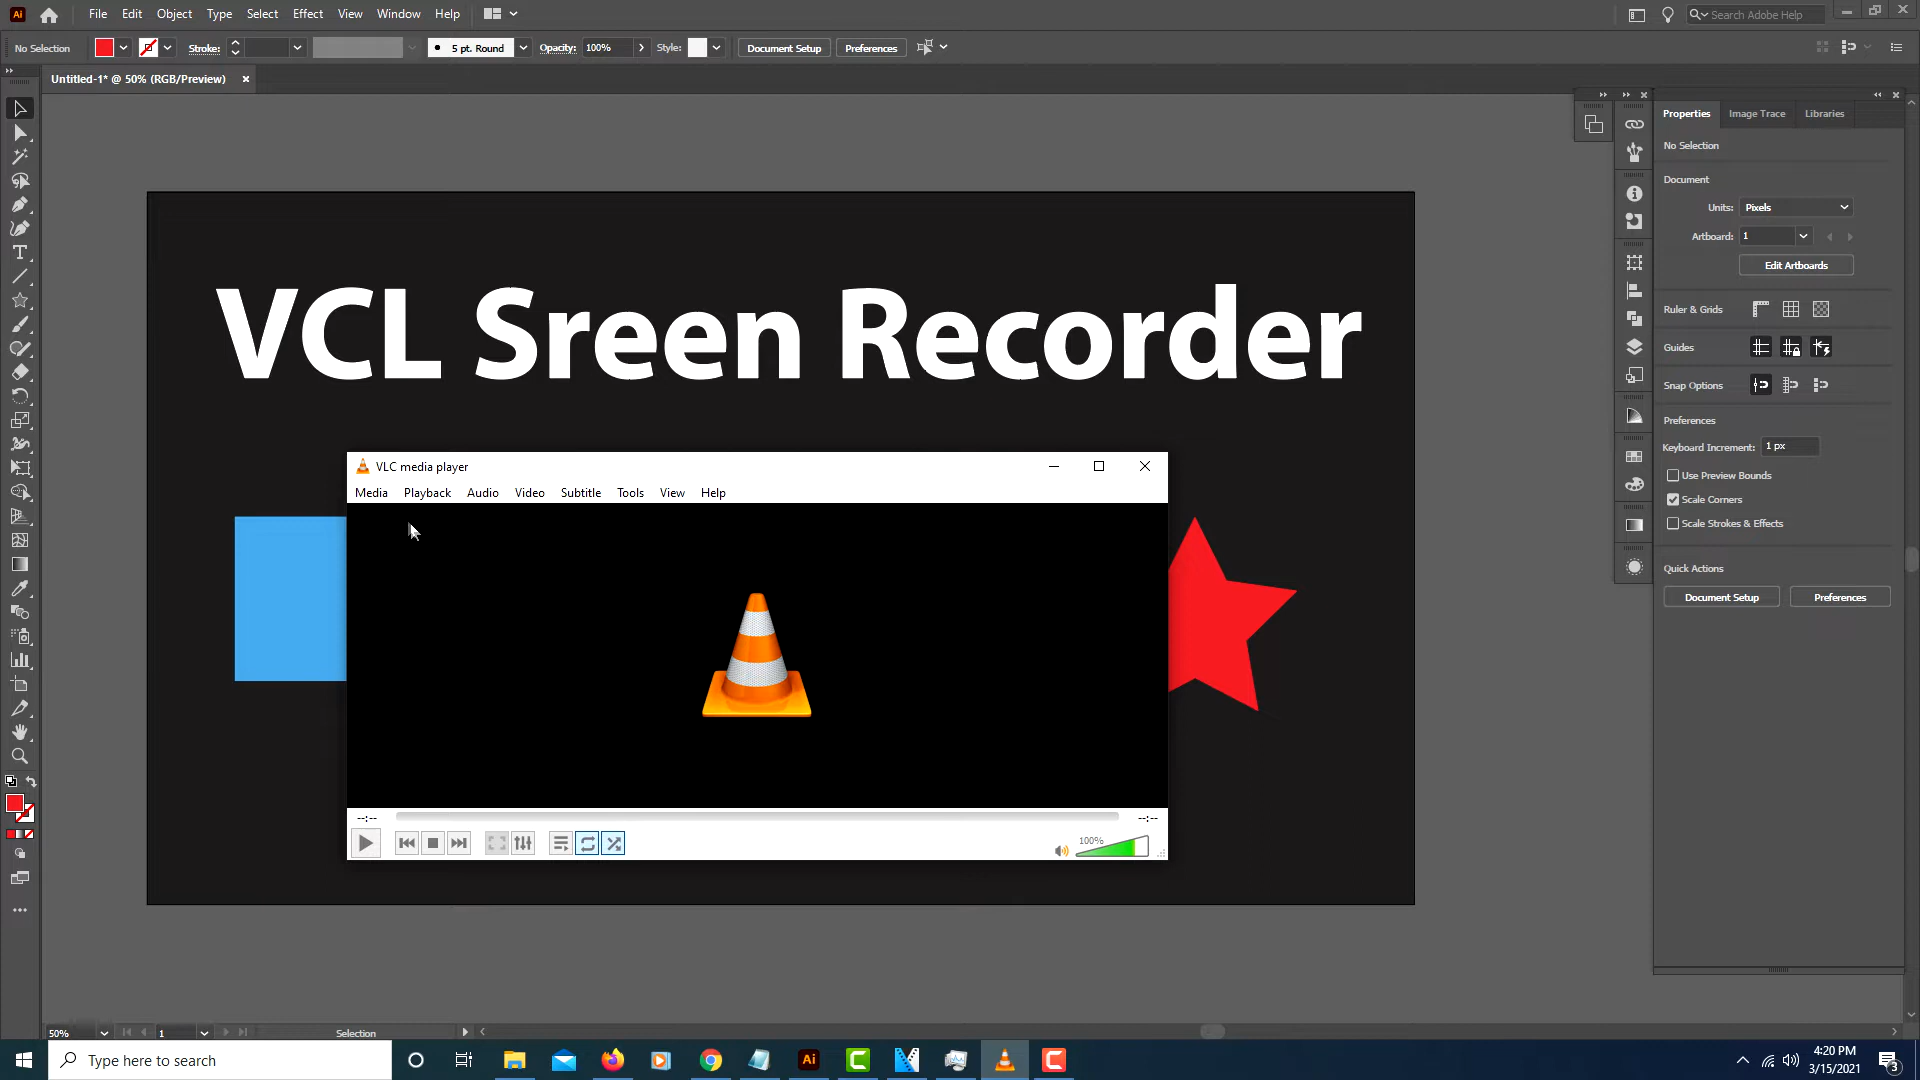 File Edit Object Type Select Effect View Window Help
Search Adobe Help
No Selection
Stroke:
5 pt. Round
Opacity: 100%
Style:
Document Setup
Preferences
Untitled-1* @ 50% (RGB/Preview)
VCL Sreen Recorder
VLC media player
Media Playback Audio Video Subtitle Tools View Help
--:--
--:--
100%
Properties Image Trace Libraries
No Selection
Document
Units: Pixels
Artboard: 1
Edit Artboards
Ruler & Grids
Guides
Snap Options
Preferences
Keyboard Increment: 1 px
Use Preview Bounds
Scale Corners
Scale Strokes & Effects
Quick Actions
Document Setup Preferences
50% 1 Selection
Type here to search
Ai
4:20 PM
3/15/2021
3